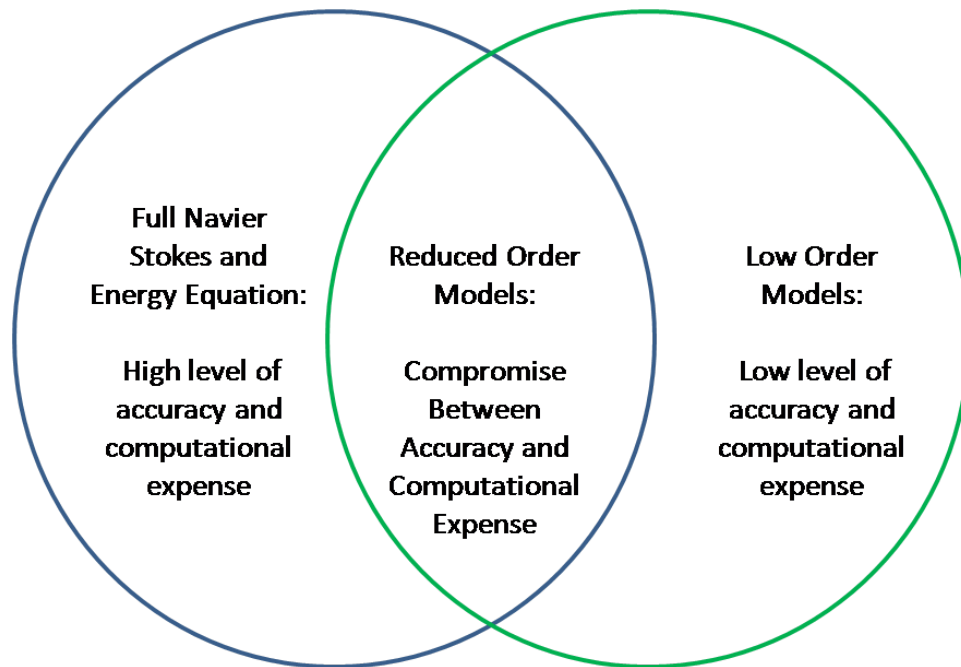 Full Navier
Stokes and
Energy Equation:
High level of
accuracy and
computational
expense
Reduced Order
Models:
Compromise
Between
Accuracy and
Computational
Expense
Low Order
Models:
Low level of
accuracy and
computational
expense